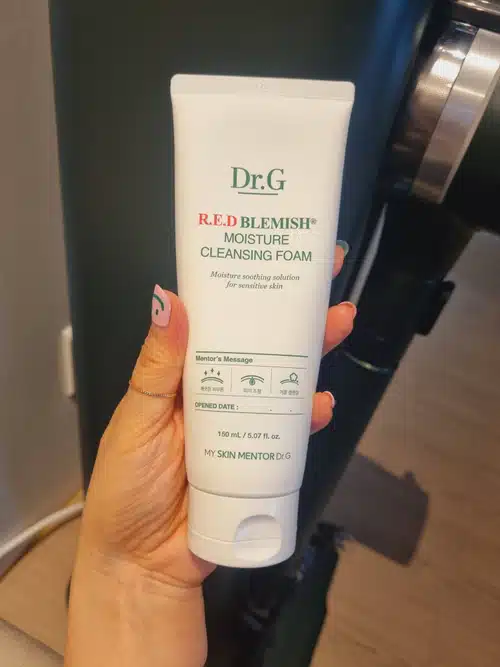 Dr.G
R.E.D BLEMISH®
MOISTURE
CLEANSING FOAM
Moisture soothing solution
for sensitive skin
Mentor's Message
OPENED DATE : . .
150 mL / 5.07 fl. oz.
MY SKIN MENTOR Dr.G